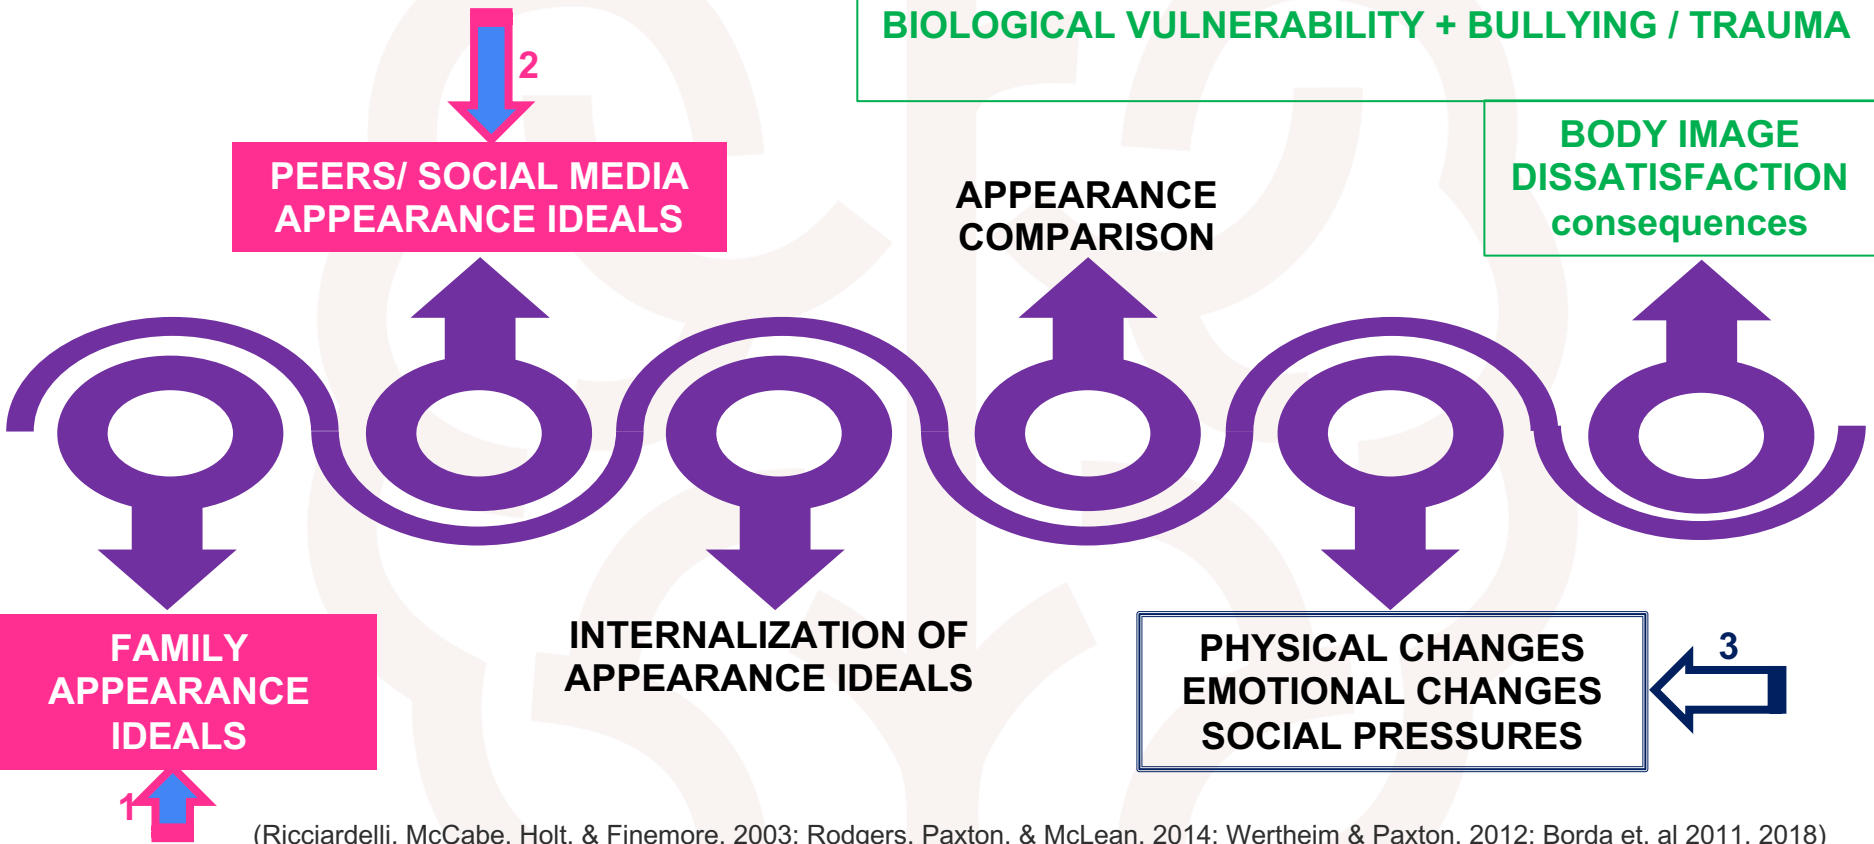 BIOLOGICAL VULNERABILITY + BULLYING / TRAUMA
2
PEERS/ SOCIAL MEDIA
APPEARANCE IDEALS
APPEARANCE
COMPARISON
BODY IMAGE
DISSATISFACTION
consequences
FAMILY
APPEARANCE
IDEALS
1
INTERNALIZATION OF
APPEARANCE IDEALS
PHYSICAL CHANGES
EMOTIONAL CHANGES
SOCIAL PRESSURES
3
(Ricciardelli, McCabe, Holt, & Finemore, 2003; Rodgers, Paxton, & McLean, 2014; Wertheim & Paxton, 2012; Borda et. al 2011, 2018)